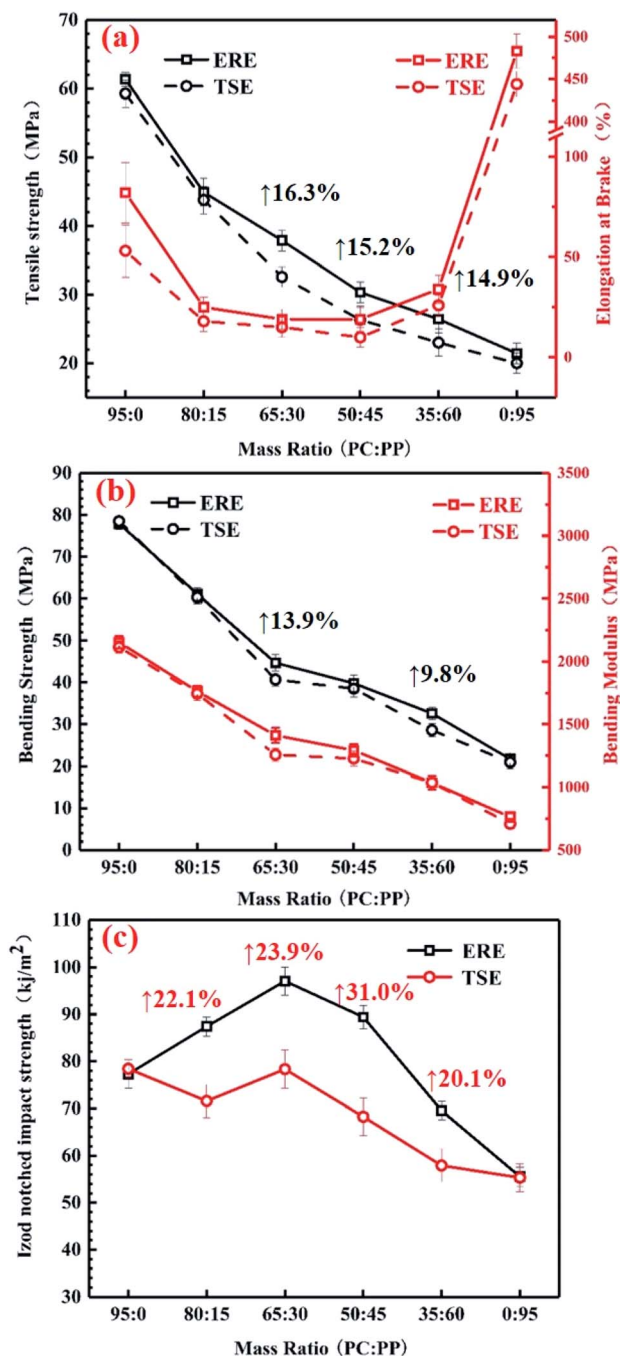 (a)
ERE
TSE
ERE
TSE
↑16.3%
↑15.2%
↑14.9%
70
60
50
40
30
20
Tensile strength (MPa)
500
450
400
100
50
0
Elongation at Brake (%)
95:0 80:15 65:30 50:45 35:60 0:95
Mass Ratio (PC:PP)
(b)
ERE
TSE
ERE
TSE
↑13.9%
↑9.8%
90
80
70
60
50
40
30
20
10
0
Bending Strength (MPa)
3500
3000
2500
2000
1500
1000
500
Bending Modulus (MPa)
95:0 80:15 65:30 50:45 35:60 0:95
Mass Ratio (PC:PP)
(c)
ERE
TSE
↑22.1%
↑23.9%
↑31.0%
↑20.1%
110
100
90
80
70
60
50
40
30
Izod notched impact strength (kj/m²)
95:0 80:15 65:30 50:45 35:60 0:95
Mass Ratio (PC:PP)